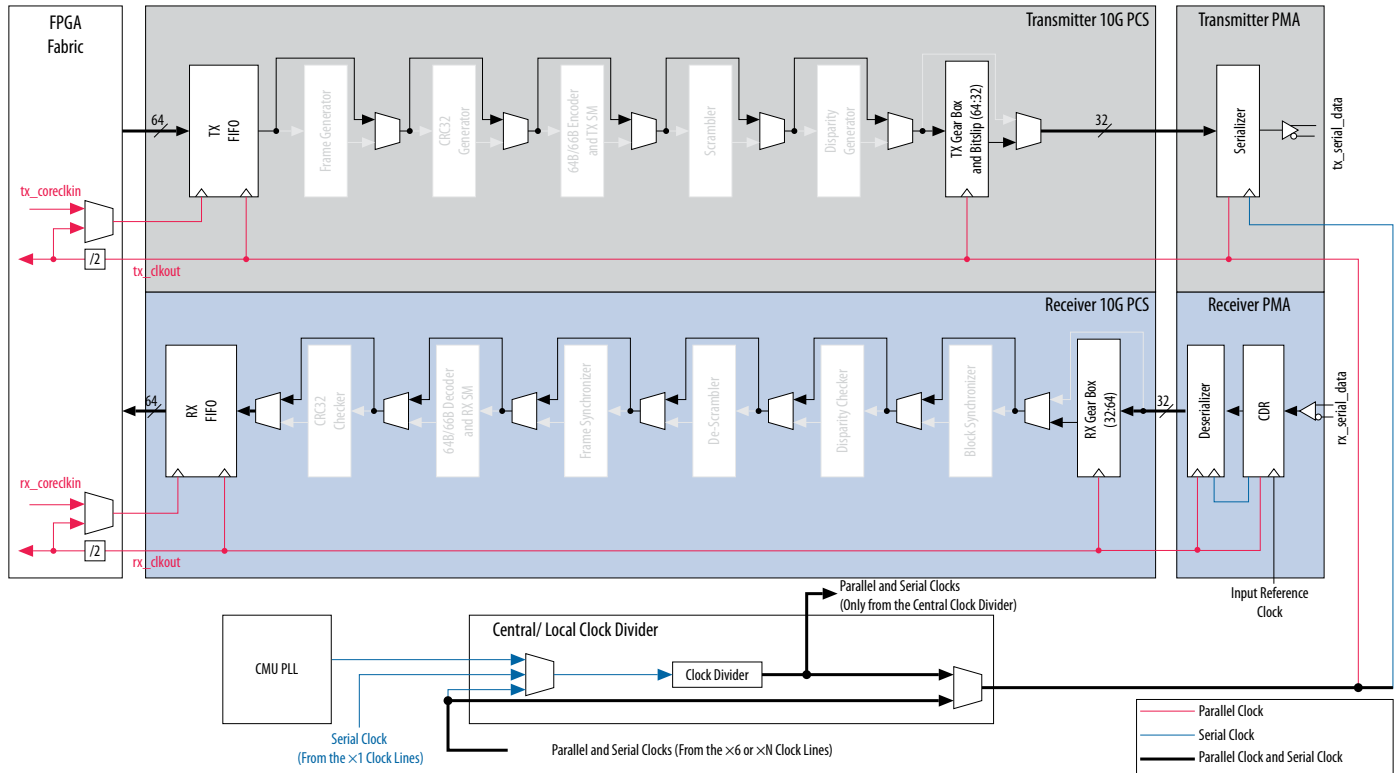 FPGA
Fabric
Transmitter 10G PCS
Transmitter PMA
64
TX
FIFO
Frame Generator
CRC32
Generator
64B/66B Encoder
and TX SM
Scrambler
Disparity
Generator
TX Gear Box
and Bitslip (64:32)
32
Serializer
tx_serial_data
tx_coreclkin
/2
tx_clkout
Receiver 10G PCS
Receiver PMA
64
RX
FIFO
CRC32
Checker
64B/66B Decoder
and RX SM
Frame Synchronizer
De-Scrambler
Disparity Checker
Block Synchronizer
RX Gear Box
(32:64)
32
Deserializer
CDR
rx_serial_data
rx_coreclkin
/2
rx_clkout
Input Reference
Clock
Parallel and Serial Clocks
(Only from the Central Clock Divider)
Central/ Local Clock Divider
CMU PLL
Clock Divider
Serial Clock
(From the ×1 Clock Lines)
Parallel and Serial Clocks (From the ×6 or ×N Clock Lines)
Parallel Clock
Serial Clock
Parallel Clock and Serial Clock